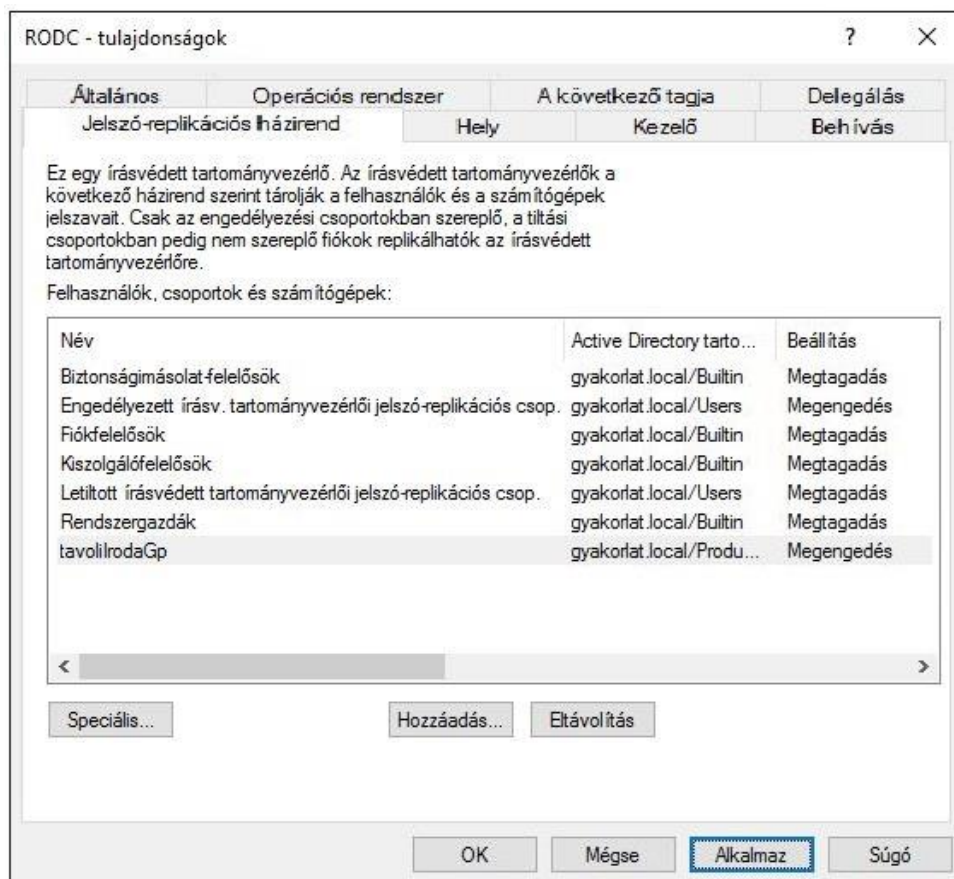 RODC - tulajdonságok
Általános Operációs rendszer A következő tagja Delegálás
Jelszó-replikációs házirend Hely Kezelő Behívás
Ez egy írásvédett tartományvezérlő. Az írásvédett tartományvezérlők a
következő házirend szerint tárolják a felhasználók és a számítógépek
jelszavait. Csak az engedélyezési csoportokban szereplő, a tiltási
csoportokban pedig nem szereplő fiókok replikálhatók az írásvédett
tartományvezérlőre.
Felhasználók, csoportok és számítógépek:
Név Active Directory tarto... Beállítás
Biztonságimásolat-felelősök gyakorlat.local/Builtin Megtagadás
Engedélyezett írásv. tartományvezérlői jelszó-replikációs csop. gyakorlat.local/Users Megengedés
Fiókfelelősök gyakorlat.local/Builtin Megtagadás
Kiszolgálófelelősök gyakorlat.local/Builtin Megtagadás
Letiltott írásvédett tartományvezérlői jelszó-replikációs csop. gyakorlat.local/Users Megtagadás
Rendszergazdák gyakorlat.local/Builtin Megtagadás
tavoliIrodaGp gyakorlat.local/Produ... Megengedés
Speciális... Hozzáadás... Eltávolítás
OK Mégse Alkalmaz Súgó